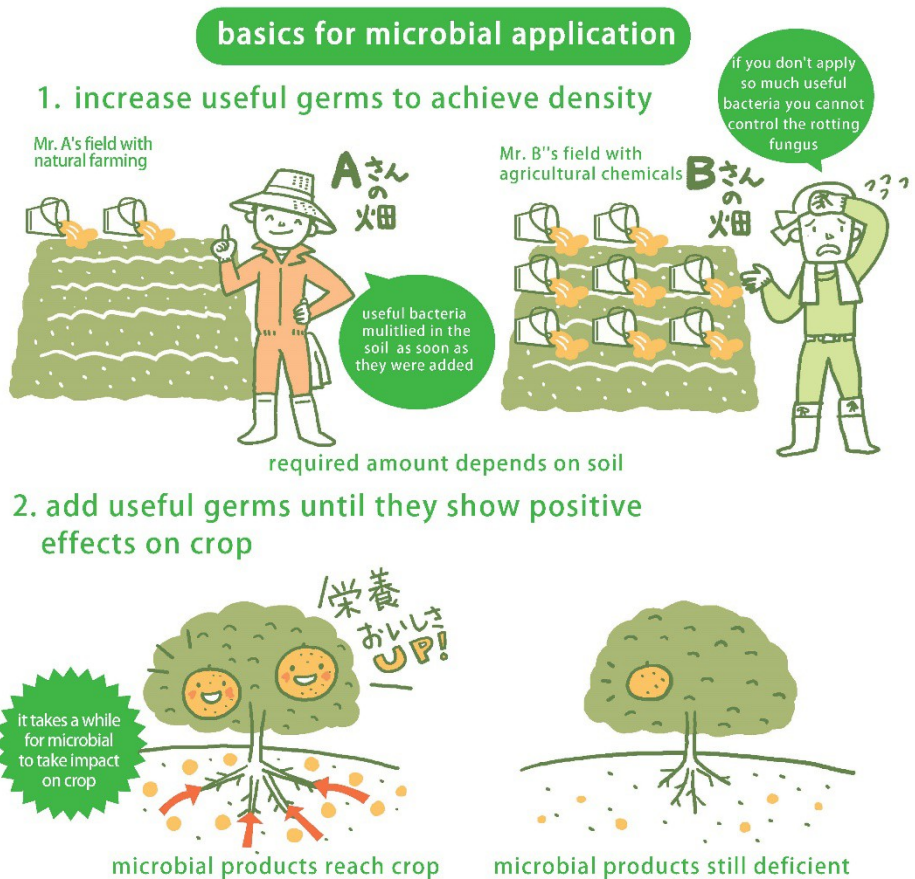 basics for microbial application
1. increase useful germs to achieve density
Mr. A's field with
natural farming
Aさん
の
畑
useful bacteria
mulitlied in the
soil as soon as
they were added
Mr. B''s field with
agricultural chemicals
Bさん
の
畑
if you don't apply
so much useful
bacteria you cannot
control the rotting
fungus
required amount depends on soil
2. add useful germs until they show positive
effects on crop
栄養
おいしさ
UP!
it takes a while
for microbial
to take impact
on crop
microbial products reach crop
microbial products still deficient